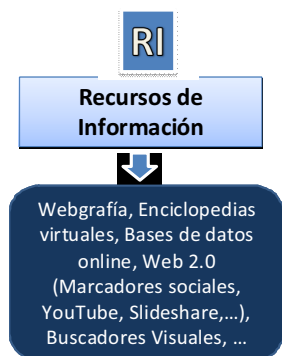 RI
Recursos de
Información
Webgrafía, Enciclopedias
virtuales, Bases de datos
online, Web 2.0
(Marcadores sociales,
YouTube, Slideshare,…),
Buscadores Visuales, …